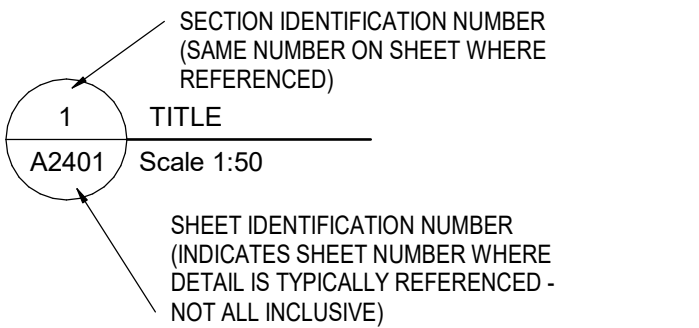 SECTION IDENTIFICATION NUMBER
(SAME NUMBER ON SHEET WHERE
REFERENCED)
1 TITLE
A2401 Scale 1:50
SHEET IDENTIFICATION NUMBER
(INDICATES SHEET NUMBER WHERE
DETAIL IS TYPICALLY REFERENCED -
NOT ALL INCLUSIVE)